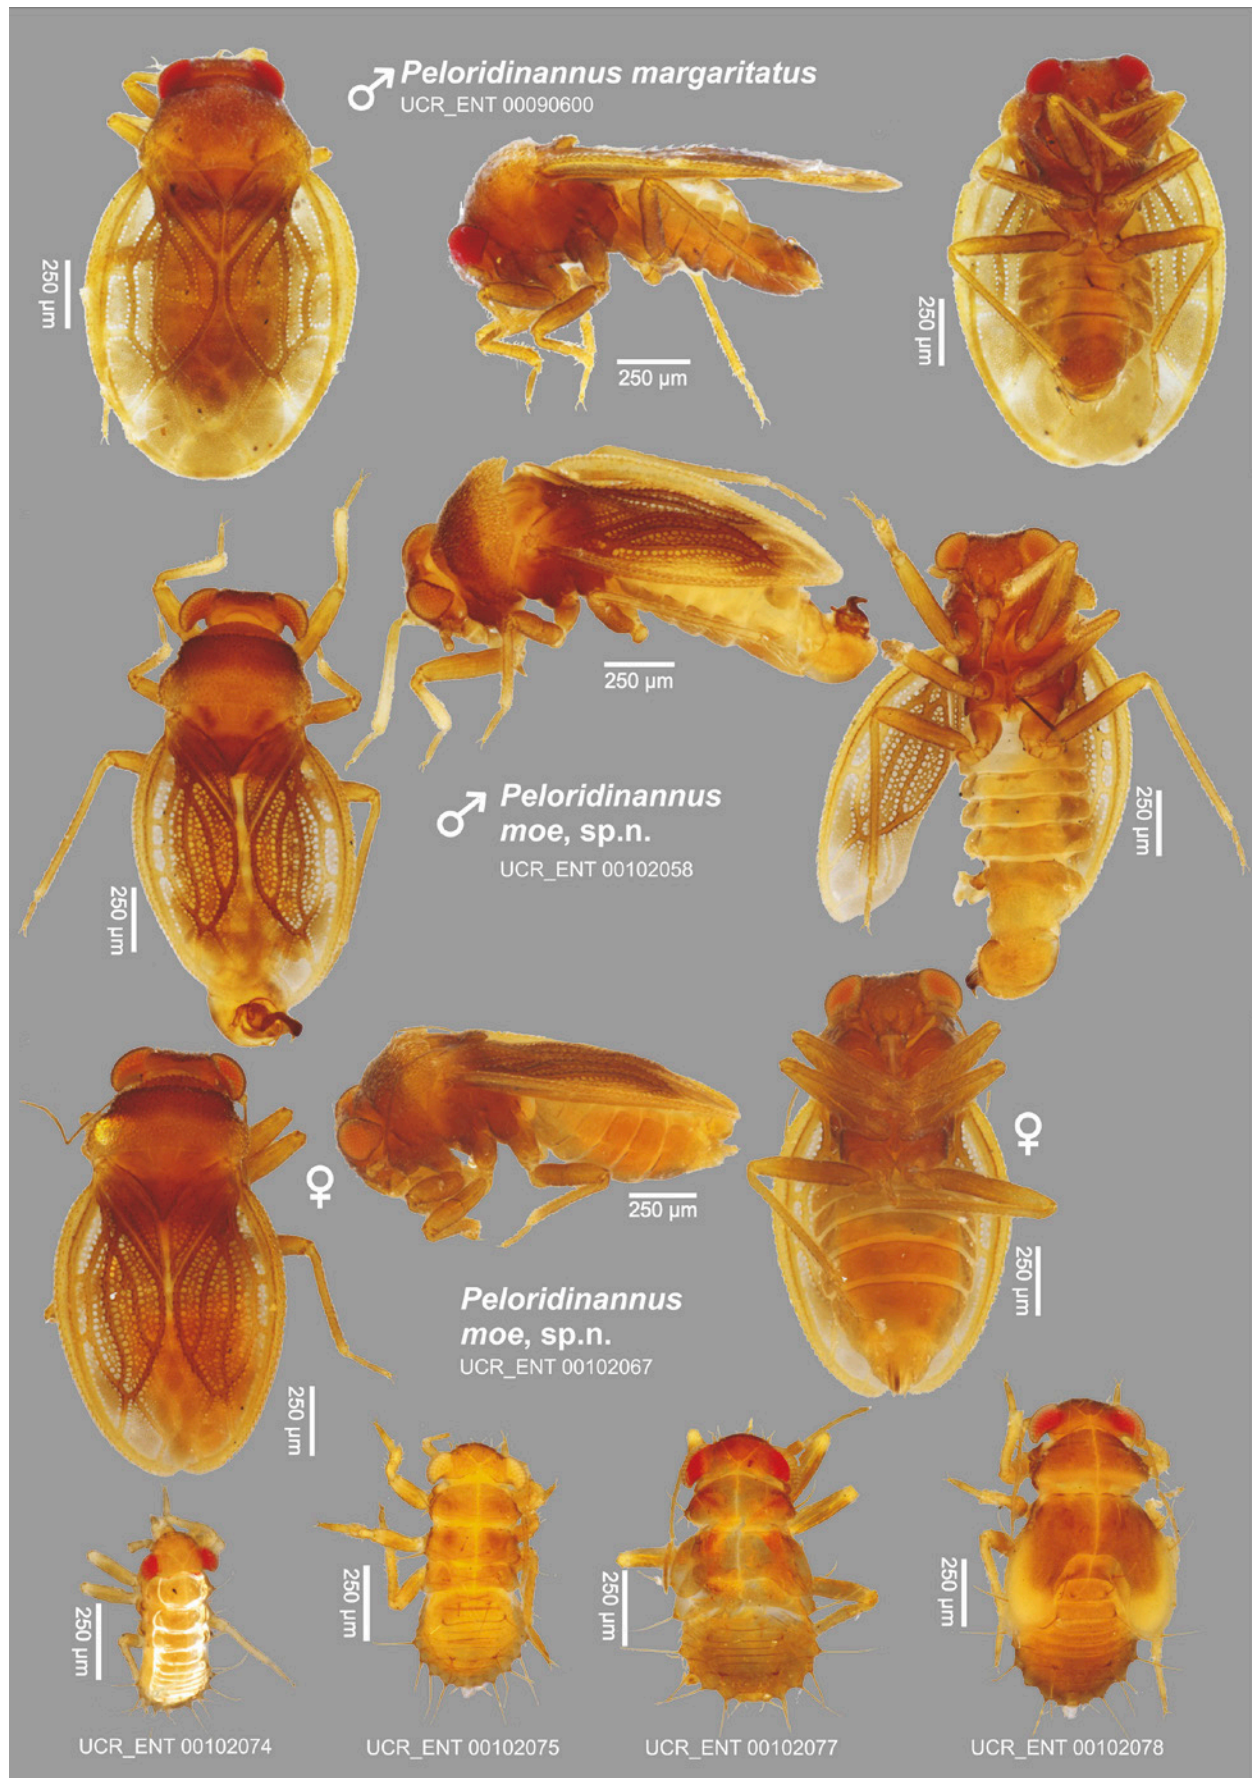 ♂ Peloridinannus margaritatus
UCR_ENT 00090600
250 µm
250 µm
250 µm
250 µm
♂ Peloridinannus
moe, sp.n.
UCR_ENT 00102058
250 µm
250 µm
♀
♀
250 µm
250 µm
Peloridinannus
moe, sp.n.
UCR_ENT 00102067
250 µm
250 µm
250 µm
250 µm
250 µm
UCR_ENT 00102074
UCR_ENT 00102075
UCR_ENT 00102077
UCR_ENT 00102078